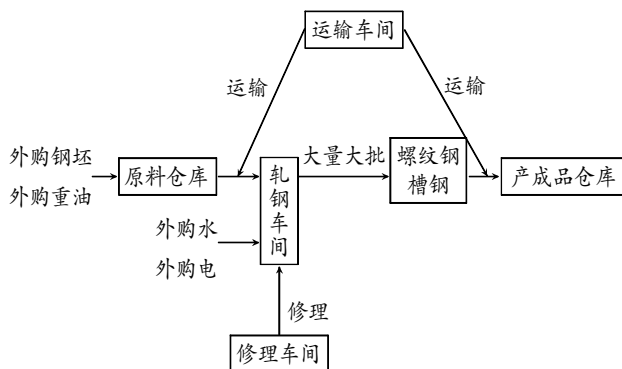 运输车间
运输
运输
外购钢坯
外购重油
原料仓库
轧钢车间
大量大批
螺纹钢
槽钢
产成品仓库
外购水
外购电
修理
修理车间